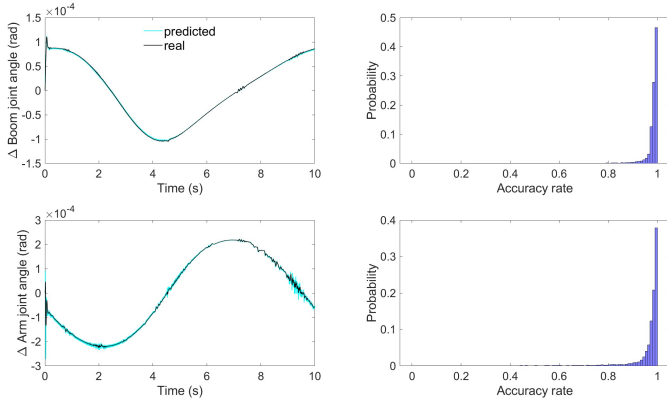 ×10⁻⁴
1.5
1
0.5
0
-0.5
-1
-1.5
Δ Boom joint angle (rad)
predicted
real
0 2 4 6 8 10
Time (s)
0.5
0.4
0.3
0.2
0.1
0
Probability
0 0.2 0.4 0.6 0.8 1
Accuracy rate
×10⁻⁴
3
2
1
0
-1
-2
-3
Δ Arm joint angle (rad)
0 2 4 6 8 10
Time (s)
0.4
0.3
0.2
0.1
0
Probability
0 0.2 0.4 0.6 0.8 1
Accuracy rate